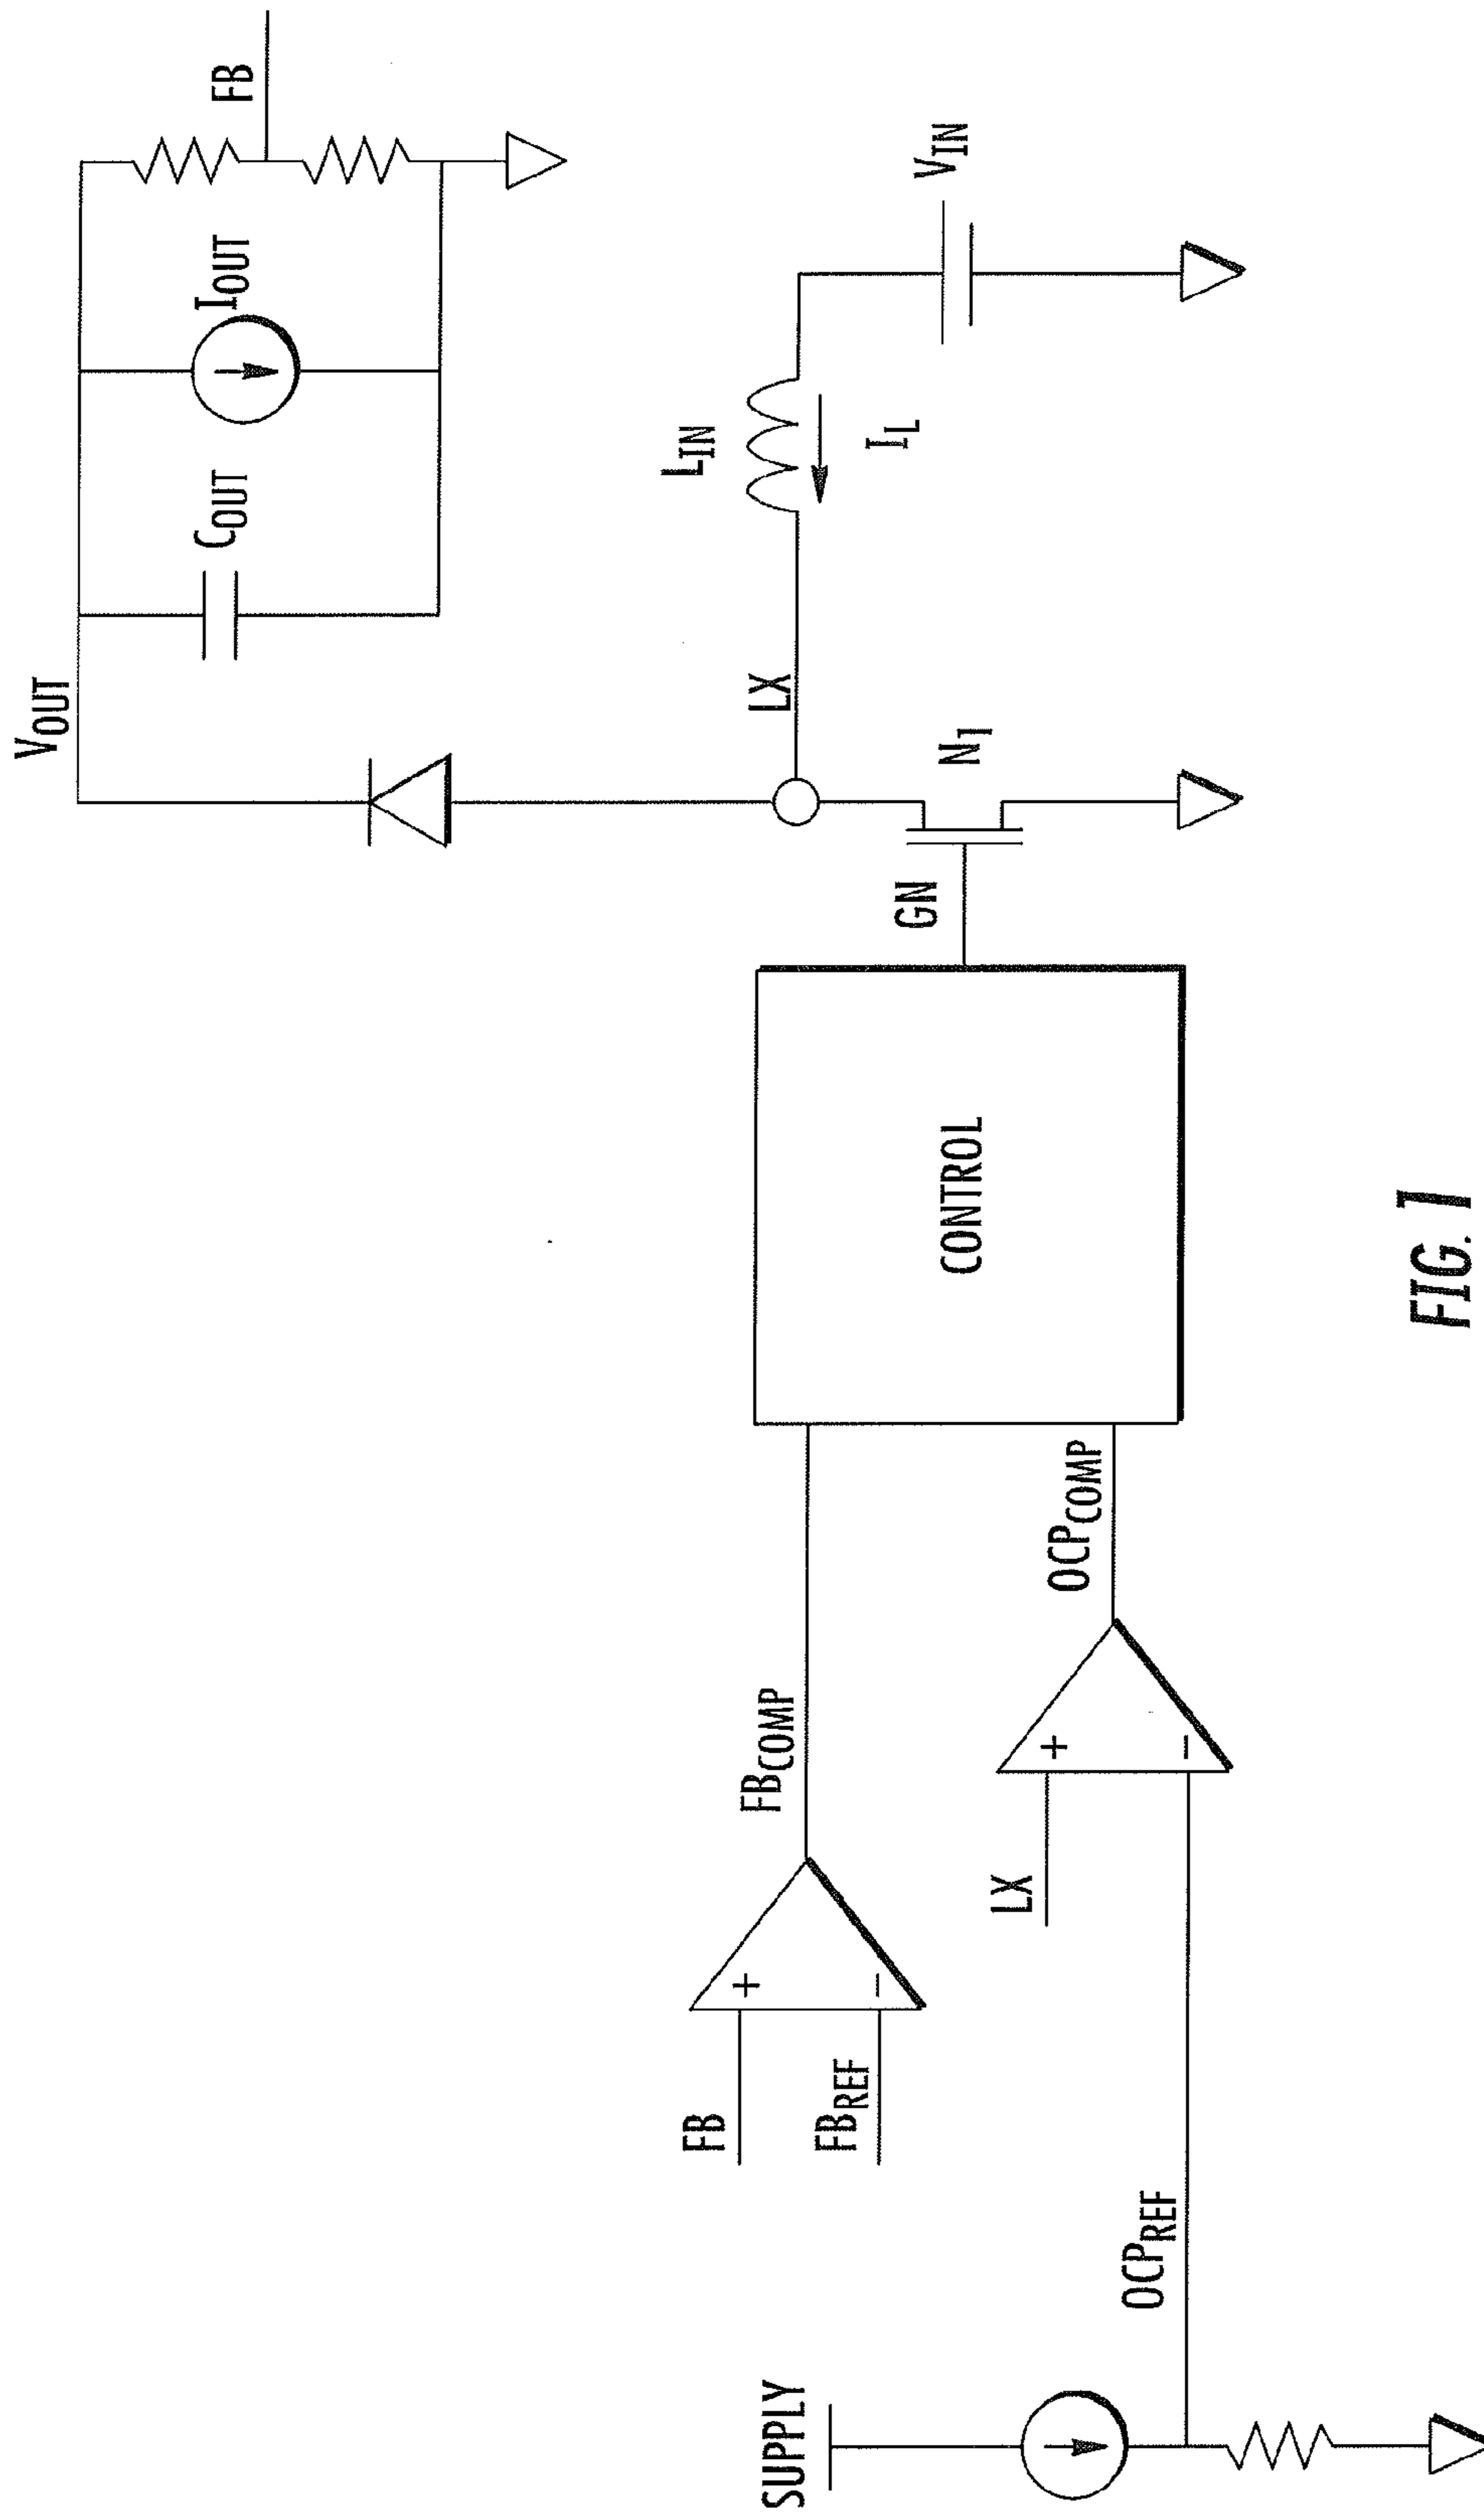 VOUT
COUT
IOUT
FB
LIN
FB
FBCOMP
LX
SUPPLY
FBREF
IL
GN
VIN
CONTROL
N1
LX
+
-
+
-
OCPCOMP
OCPREF
FIG. 1